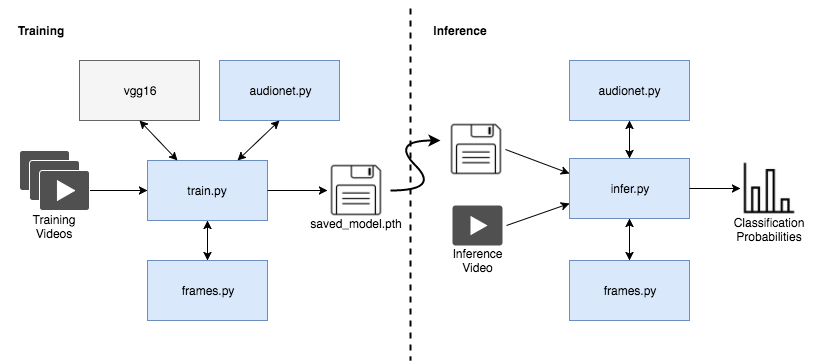 Training
Inference
vgg16
audionet.py
audionet.py
train.py
infer.py
Training
Videos
saved_model.pth
Inference
Video
Classification
Probabilities
frames.py
frames.py